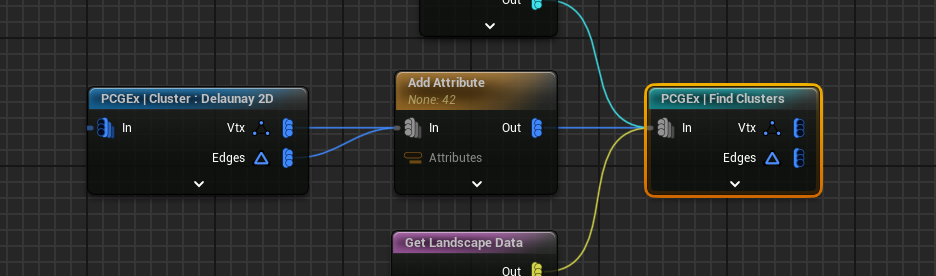 Out
PCGEx | Cluster : Delaunay 2D
In
Vtx
Edges
Add Attribute
None: 42
In
Out
Attributes
PCGEx | Find Clusters
In
Vtx
Edges
Get Landscape Data
Out